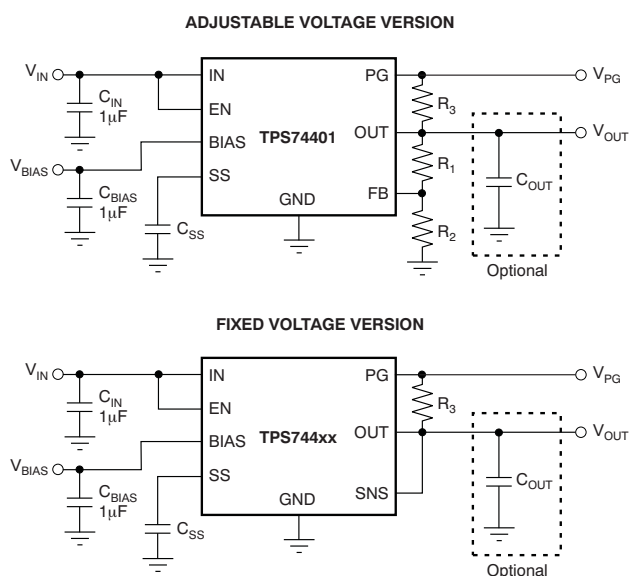 ADJUSTABLE VOLTAGE VERSION
V_IN
C_IN
1μF
V_BIAS
C_BIAS
1μF
C_SS
IN
EN
BIAS
SS
TPS74401
GND
PG
OUT
FB
R_3
R_1
R_2
V_PG
V_OUT
C_OUT
Optional
FIXED VOLTAGE VERSION
V_IN
C_IN
1μF
V_BIAS
C_BIAS
1μF
C_SS
IN
EN
BIAS
SS
TPS744xx
GND
PG
OUT
SNS
R_3
V_PG
V_OUT
C_OUT
Optional